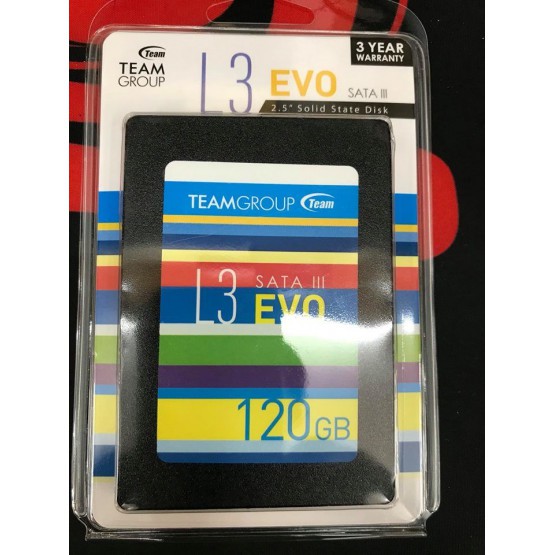 Team
TEAM
GROUP
L3 EVO SATA III
2.5" Solid State Disk
3 YEAR
WARRANTY
TEAMGROUP Team
L3 SATA III
EVO
120GB